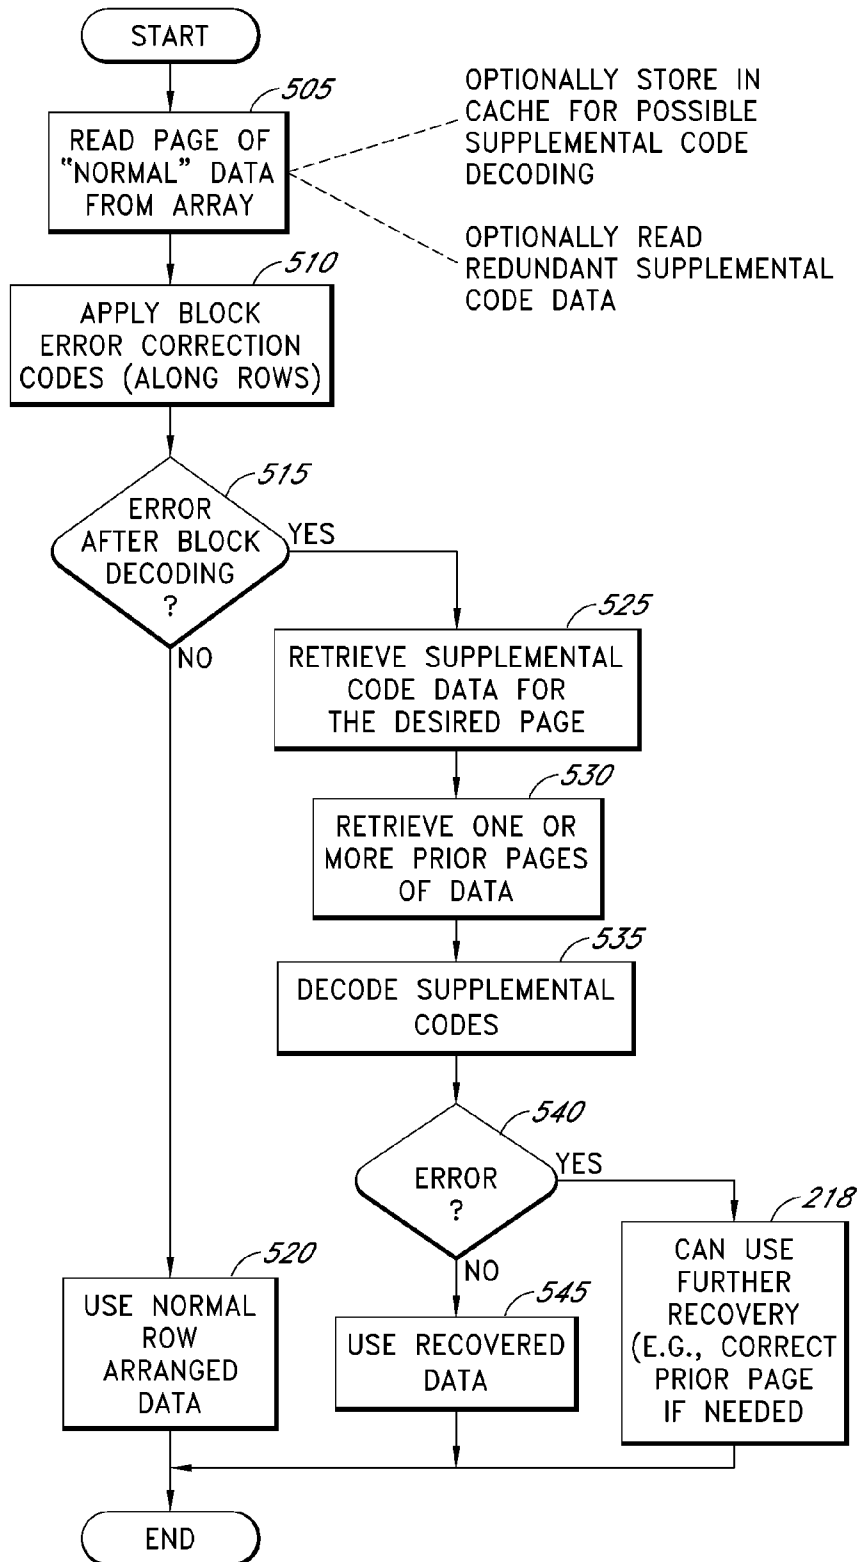 START
505
READ PAGE OF
“NORMAL” DATA
FROM ARRAY
OPTIONALLY STORE IN
CACHE FOR POSSIBLE
SUPPLEMENTAL CODE
DECODING
OPTIONALLY READ
REDUNDANT SUPPLEMENTAL
CODE DATA
510
APPLY BLOCK
ERROR CORRECTION
CODES (ALONG ROWS)
515
ERROR
AFTER BLOCK
DECODING
?
YES
NO
525
RETRIEVE SUPPLEMENTAL
CODE DATA FOR
THE DESIRED PAGE
530
RETRIEVE ONE OR
MORE PRIOR PAGES
OF DATA
535
DECODE SUPPLEMENTAL
CODES
540
ERROR
?
YES
NO
218
CAN USE
FURTHER
RECOVERY
(E.G., CORRECT
PRIOR PAGE
IF NEEDED
520
USE NORMAL
ROW
ARRANGED
DATA
545
USE RECOVERED
DATA
END